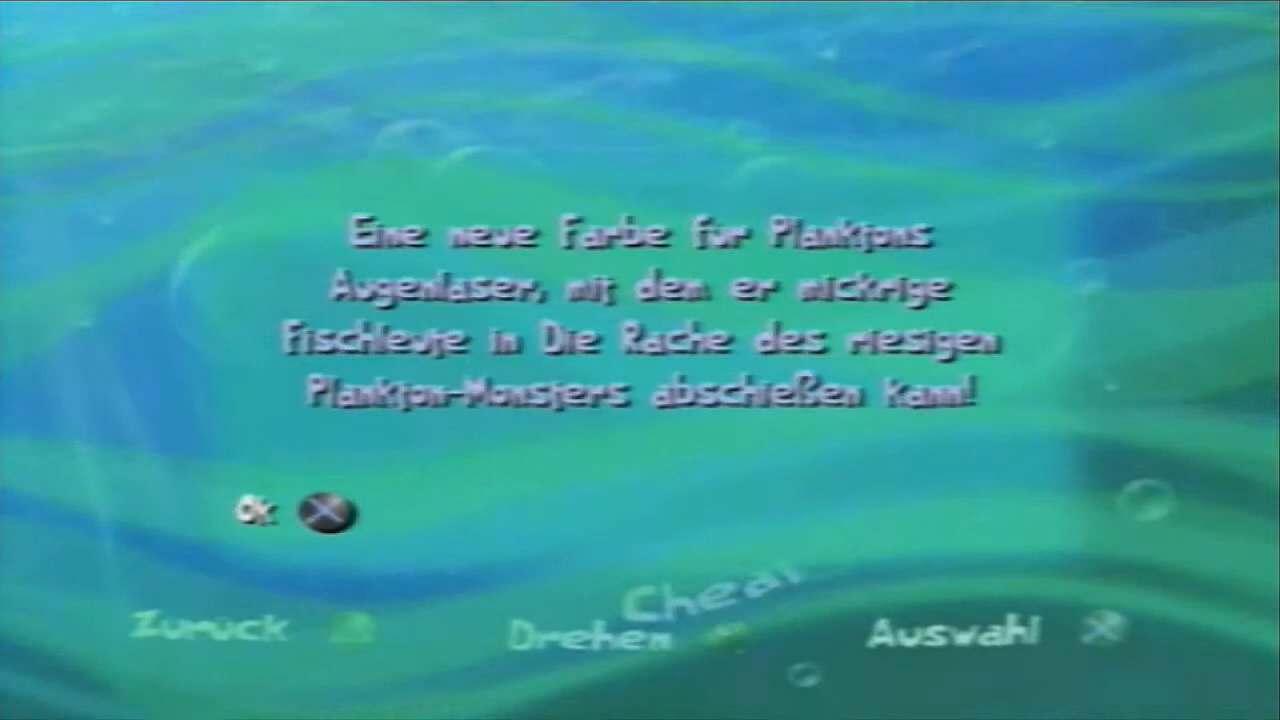 Eine neue Farbe für Planktons
Augenlaser, mit dem er mickrige
Fischleute in Die Rache des riesigen
Plankton-Monsters abschießen kann!
OK
Cheat
Zurück Drehen Auswahl